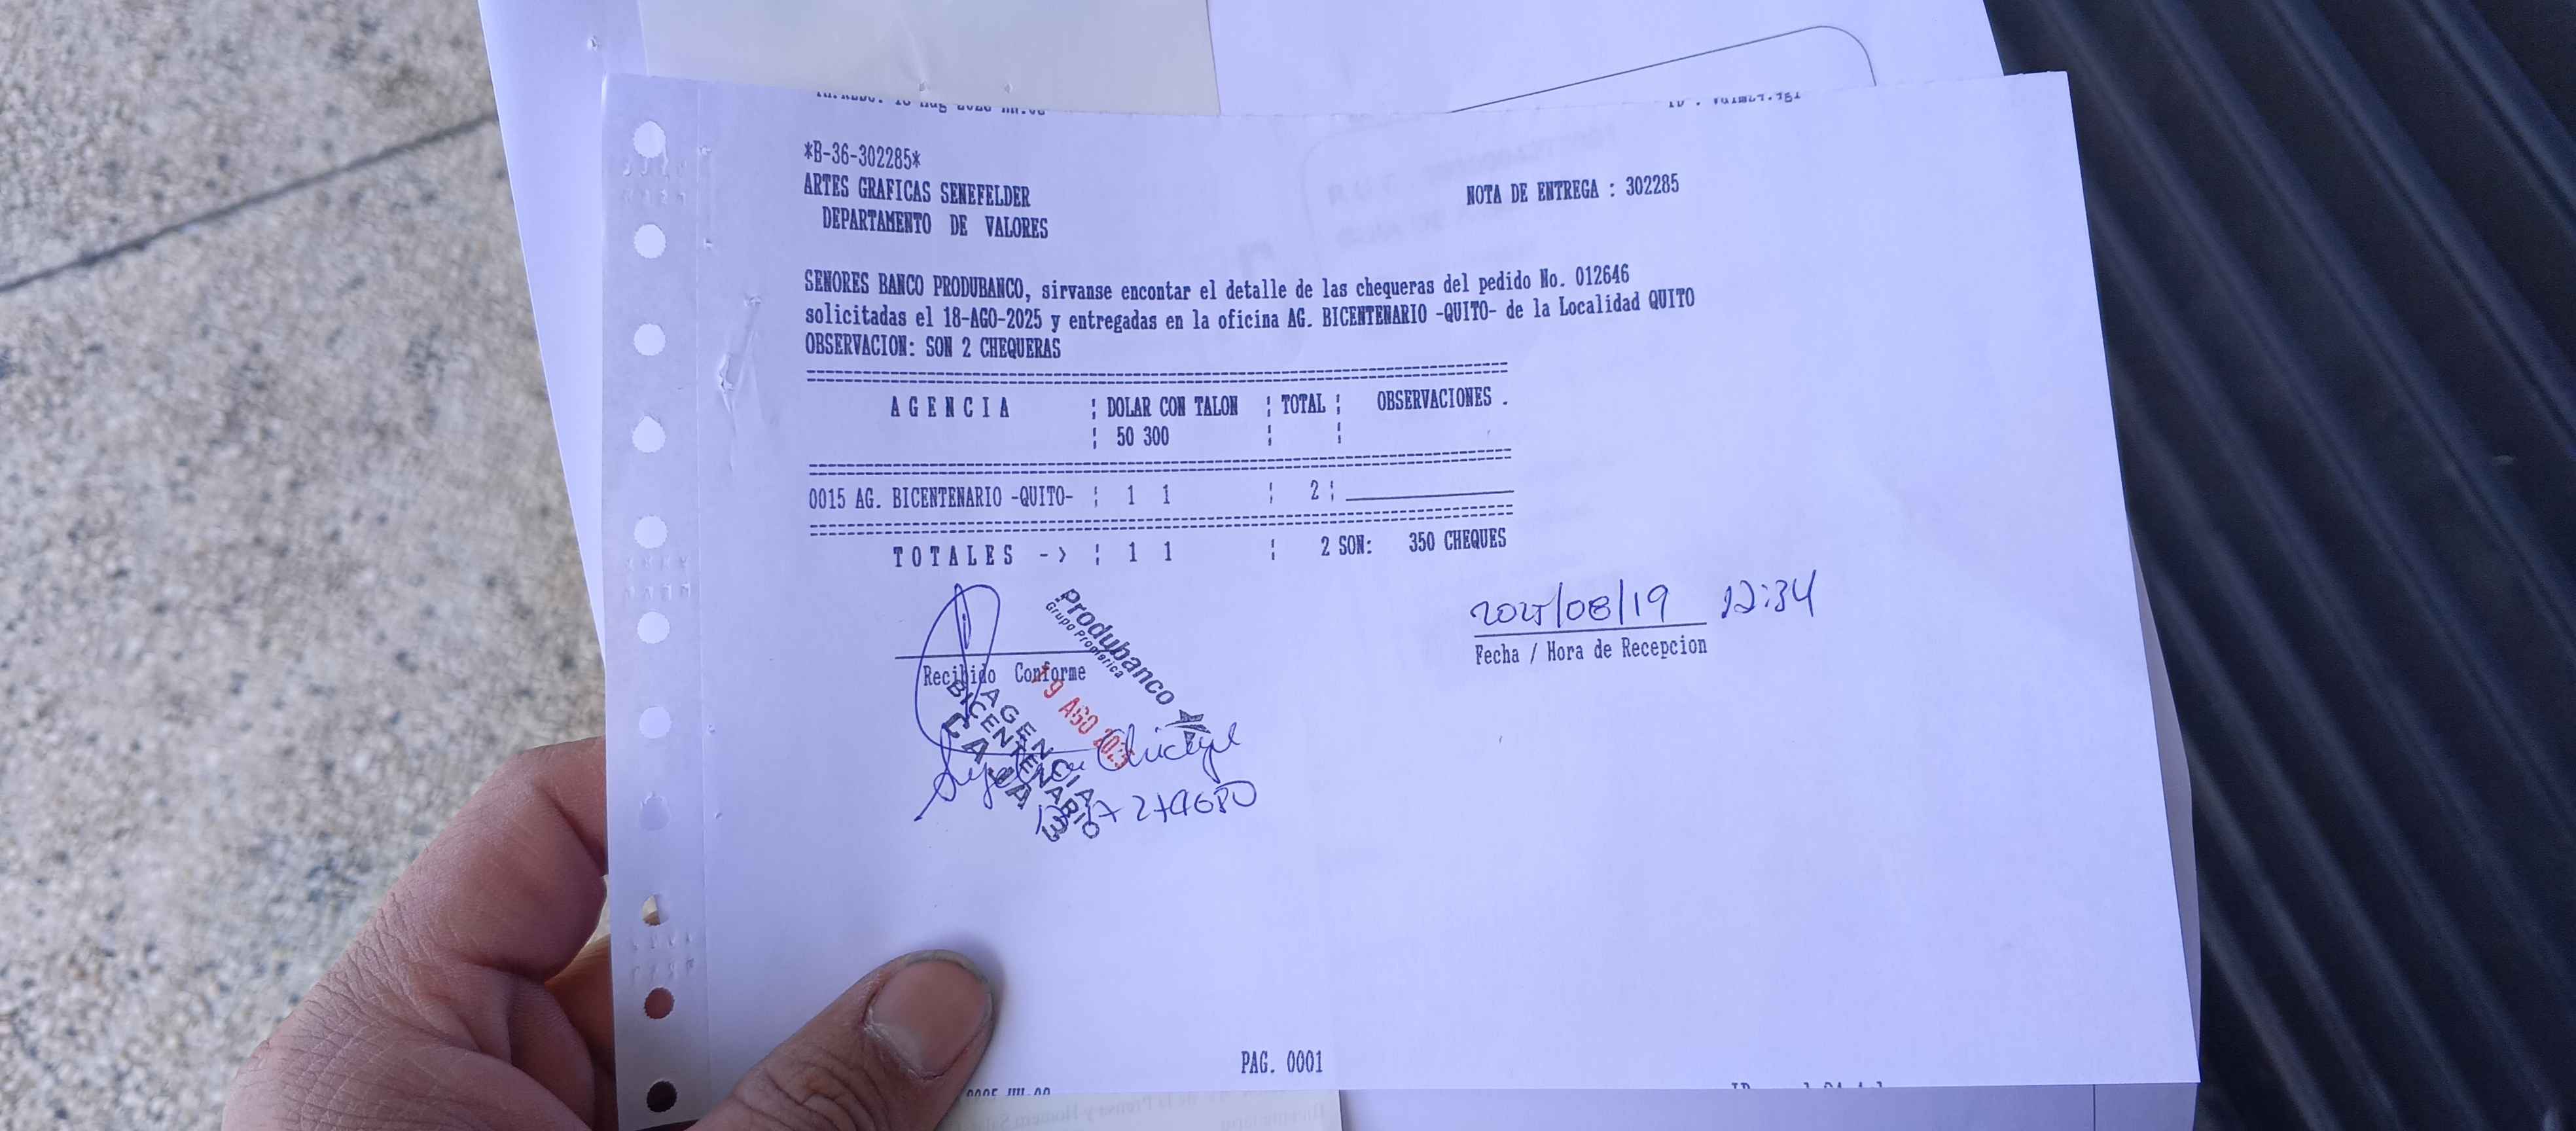 *B-36-302285*
ARTES GRAFICAS SENEFELDER
NOTA DE ENTREGA : 302285
DEPARTAMENTO DE VALORES
SENORES BANCO PRODUBANCO, sirvanse encontar el detalle de las chequeras del pedido No. 012646
solicitadas el 18-AGO-2025 y entregadas en la oficina AG. BICENTENARIO -QUITO- de la Localidad QUITO
OBSERVACION: SON 2 CHEQUERAS
A G E N C I A ¦ DOLAR CON TALON ¦ TOTAL ¦ OBSERVACIONES .
¦ 50 300 ¦ ¦
0015 AG. BICENTENARIO -QUITO- ¦ 1 1 ¦ 2 ¦
T O T A L E S - > ¦ 1 1 ¦ 2 SON: 350 CHEQUES
2025/08/19 12:34
Fecha / Hora de Recepcion
Recibido Conforme
Produbanco
Grupo Promerica
19 AGO 2025
AGENCIA
BICENTENARIO
CAJA 3
PAG. 0001